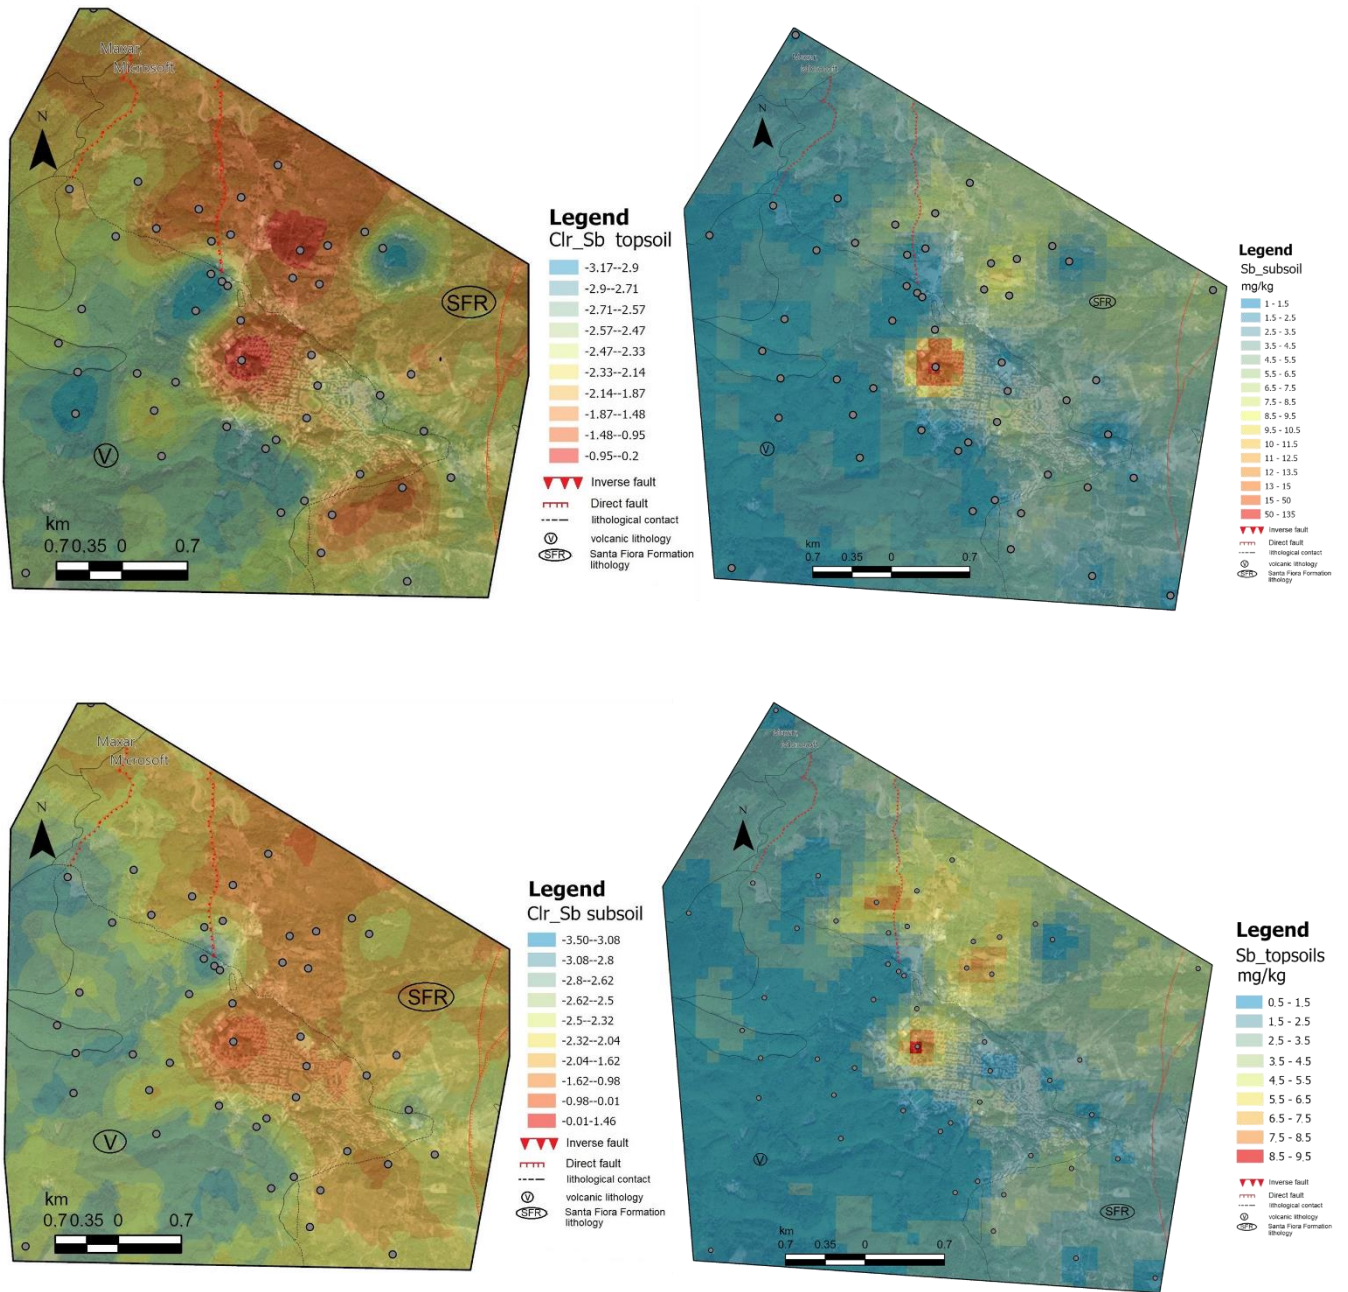 Maxar,
Microsoft
N
SFR
V
km
0.7 0.35 0 0.7
Legend
Clr_Sb topsoil
-3.17--2.9
-2.9--2.71
-2.71--2.57
-2.57--2.47
-2.47--2.33
-2.33--2.14
-2.14--1.87
-1.87--1.48
-1.48--0.95
-0.95--0.2
Inverse fault
Direct fault
lithological contact
V volcanic lithology
SFR Santa Fiora Formation
lithology
Maxar,
Microsoft
N
SFR
V
km
0.7 0.35 0 0.7
Legend
Sb_subsoil
mg/kg
1 - 1.5
1.5 - 2.5
2.5 - 3.5
3.5 - 4.5
4.5 - 5.5
5.5 - 6.5
6.5 - 7.5
7.5 - 8.5
8.5 - 9.5
9.5 - 10.5
10 - 11.5
11 - 12.5
12 - 13.5
13 - 15
15 - 50
50 - 135
Inverse fault
Direct fault
lithological contact
V volcanic lithology
SFR Santa Fiora Formation
lithology
Maxar,
Microsoft
N
SFR
V
km
0.7 0.35 0 0.7
Legend
Clr_Sb subsoil
-3.50--3.08
-3.08--2.8
-2.8--2.62
-2.62--2.5
-2.5--2.32
-2.32--2.04
-2.04--1.62
-1.62--0.98
-0.98--0.01
-0.01-1.46
Inverse fault
Direct fault
lithological contact
V volcanic lithology
SFR Santa Fiora Formation
lithology
Maxar,
Microsoft
N
V
SFR
km
0.7 0.35 0 0.7
Legend
Sb_topsoils
mg/kg
0.5 - 1.5
1.5 - 2.5
2.5 - 3.5
3.5 - 4.5
4.5 - 5.5
5.5 - 6.5
6.5 - 7.5
7.5 - 8.5
8.5 - 9.5
Inverse fault
Direct fault
lithological contact
V volcanic lithology
SFR Santa Fiora Formation
lithology